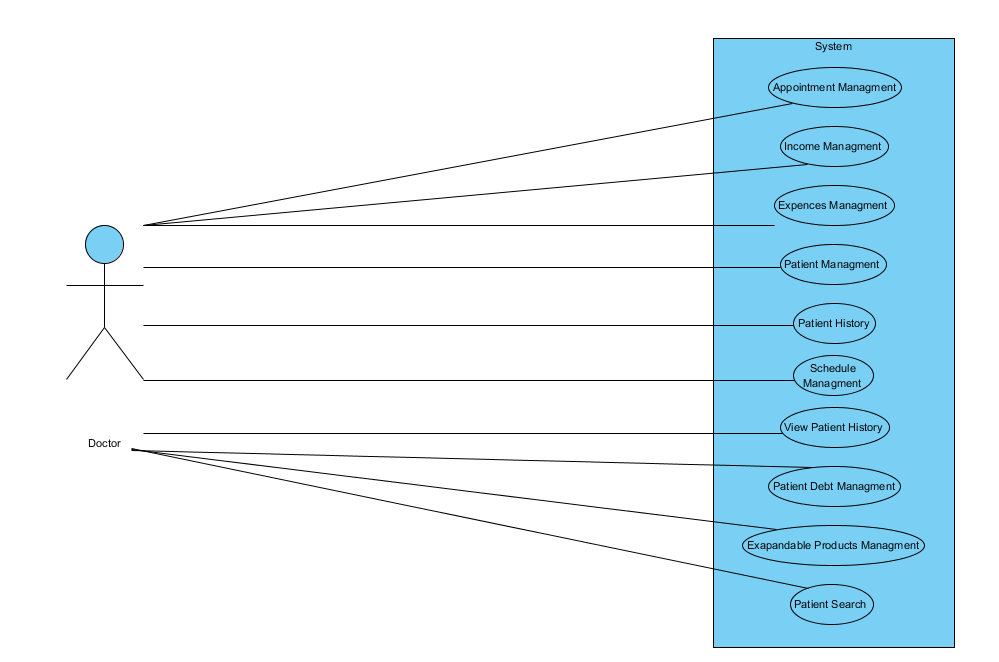 System
Appointment Managment
Income Managment
Expences Managment
Patient Managment
Patient History
Schedule
Managment
View Patient History
Doctor
Patient Debt Managment
Exapandable Products Managment
Patient Search